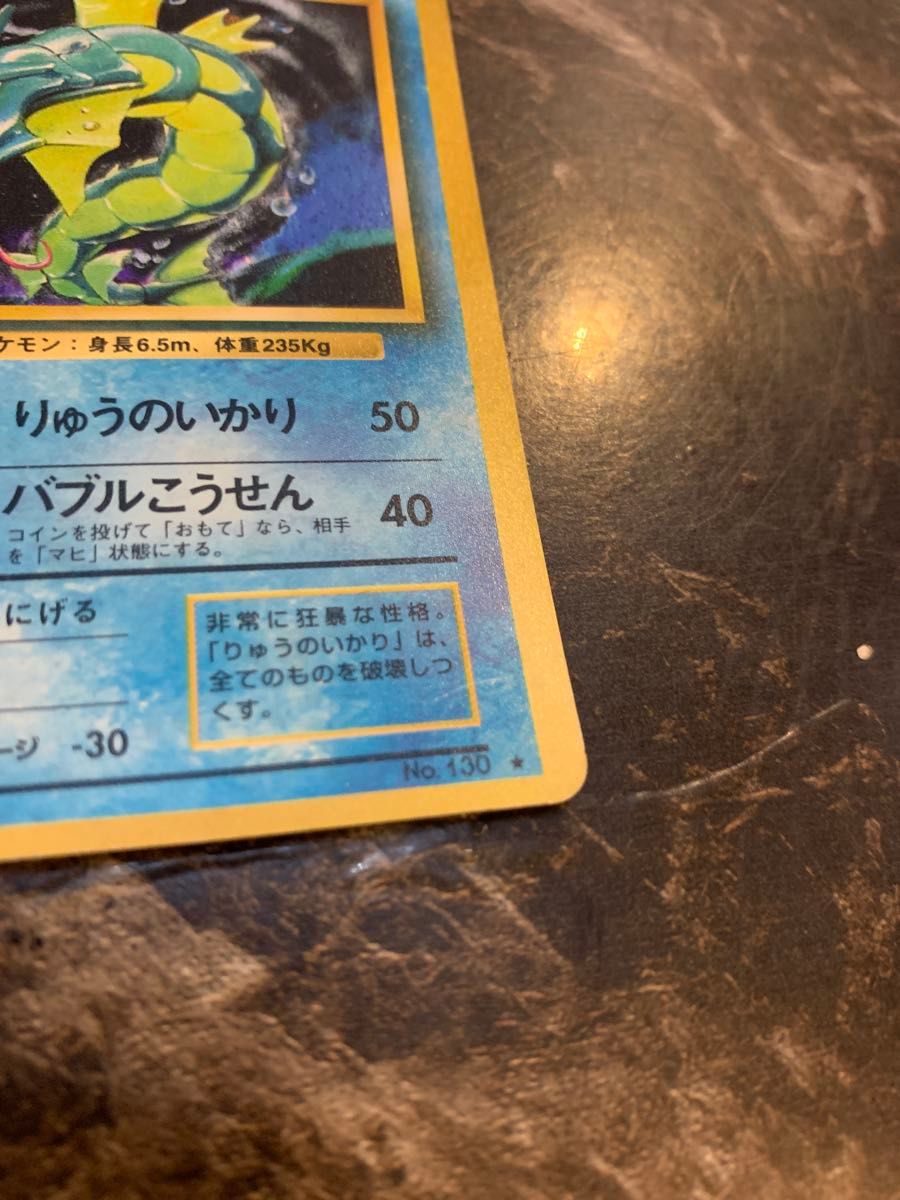 ケモン：身長6.5m、体重235Kg
りゅうのいかり 50
バブルこうせん 40
コインを投げて「おもて」なら、相手
を「マヒ」状態にする。
にげる
非常に狂暴な性格。
「りゅうのいかり」は、
全てのものを破壊しつ
くす。
ージ -30
No. 130 ★